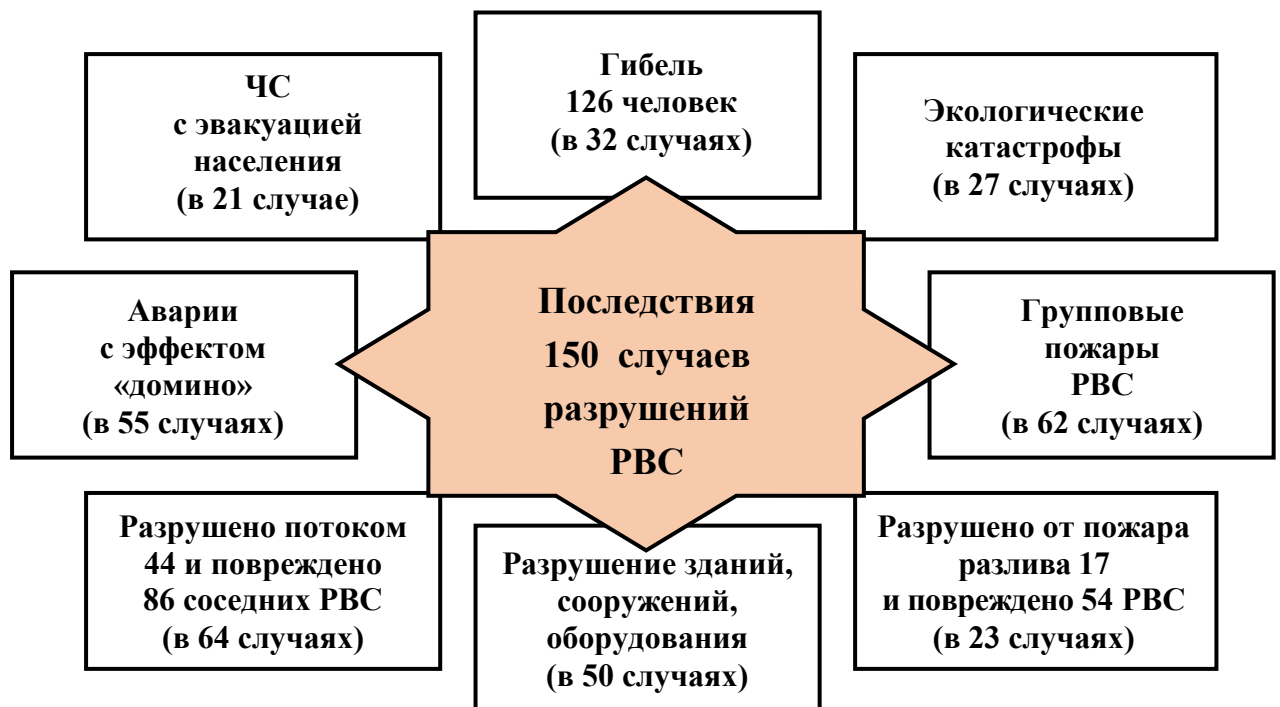 ЧС
с эвакуацией
населения
(в 21 случае)
Гибель
126 человек
(в 32 случаях)
Экологические
катастрофы
(в 27 случаях)
Аварии
с эффектом
«домино»
(в 55 случаях)
Последствия
150 случаев
разрушений
РВС
Групповые
пожары
РВС
(в 62 случаях)
Разрушено потоком
44 и повреждено
86 соседних РВС
(в 64 случаях)
Разрушение зданий,
сооружений,
оборудования
(в 50 случаях)
Разрушено от пожара
разлива 17
и повреждено 54 РВС
(в 23 случаях)